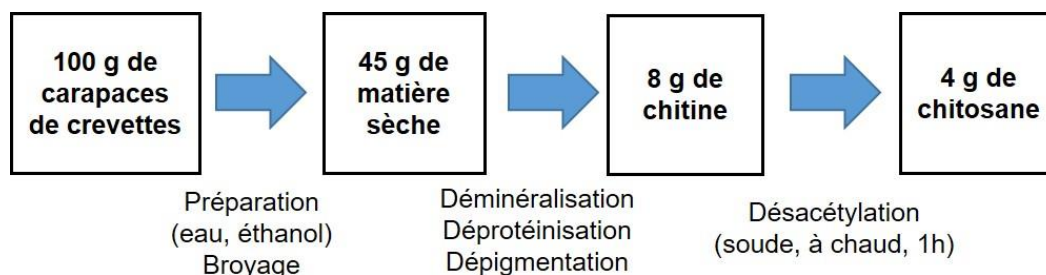 100 g de
carapaces
de crevettes
45 g de
matière
sèche
8 g de
chitine
4 g de
chitosane
Préparation
(eau, éthanol)
Broyage
Déminéralisation
Déprotéinisation
Dépigmentation
Désacétylation
(soude, à chaud, 1h)